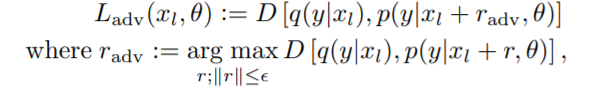 L_adv(x_l, θ) := D [q(y|x_l), p(y|x_l + r_adv, θ)]
where r_adv := arg max_{r;‖r‖≤ϵ} D [q(y|x_l), p(y|x_l + r, θ)] ,